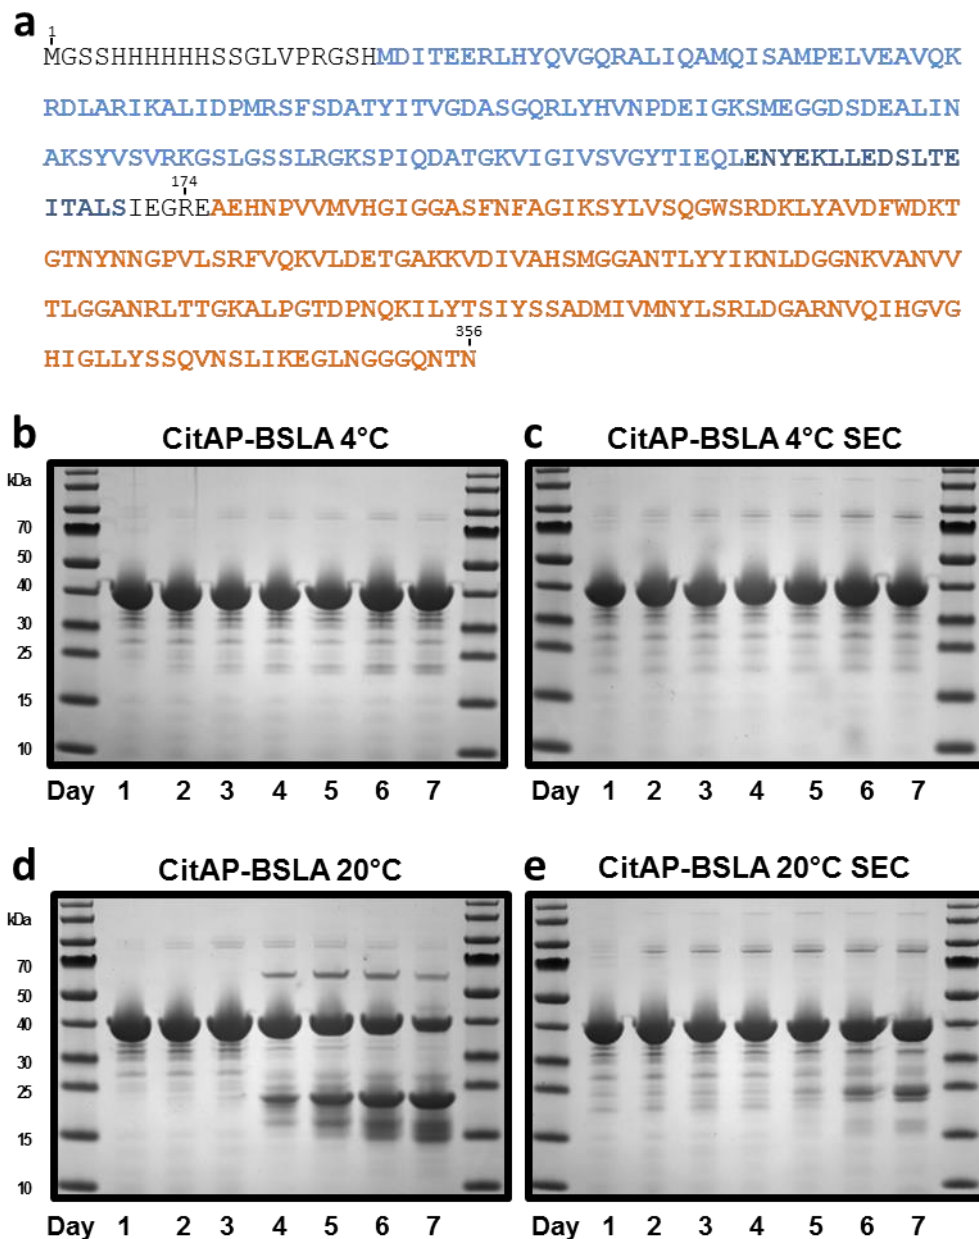 a
1
MGSSHHHHHHSSGLVPRGSHMDITEERLHYQVGQRALIQAMQISAMPELVEAVQK
RDLARIKALIDPMRSFSDATYITVGDASGQRLYHVNPDEIGKSMEGGDSDEALIN
AKSYVSVRKGSLGSSLRGKSPIQDATGKVIGIVSVGYTIEQLENYEKLLEDSLTE
174
ITALSIEGREAEHNPVVMVHGIGGASFNFAGIKSYLVSQGWSRDKLYAVDFWDKT
GTNYNNGPVLSRFVQKVLDETGAKKVDIVAHSMGGANTLYYIKNLDGGNKVANVV
TLGGANRLTTGKALPGTDPNQKILYTSIYSSADMIVMNYLSRLDGARNVQIHGVG
356
HIGLLYSSQVNSLIKEGLNGGGQNTN
b CitAP-BSLA 4°C
kDa
70
50
40
30
25
15
10
Day 1 2 3 4 5 6 7
c CitAP-BSLA 4°C SEC
Day 1 2 3 4 5 6 7
d CitAP-BSLA 20°C
kDa
70
50
40
30
25
15
10
Day 1 2 3 4 5 6 7
e CitAP-BSLA 20°C SEC
Day 1 2 3 4 5 6 7